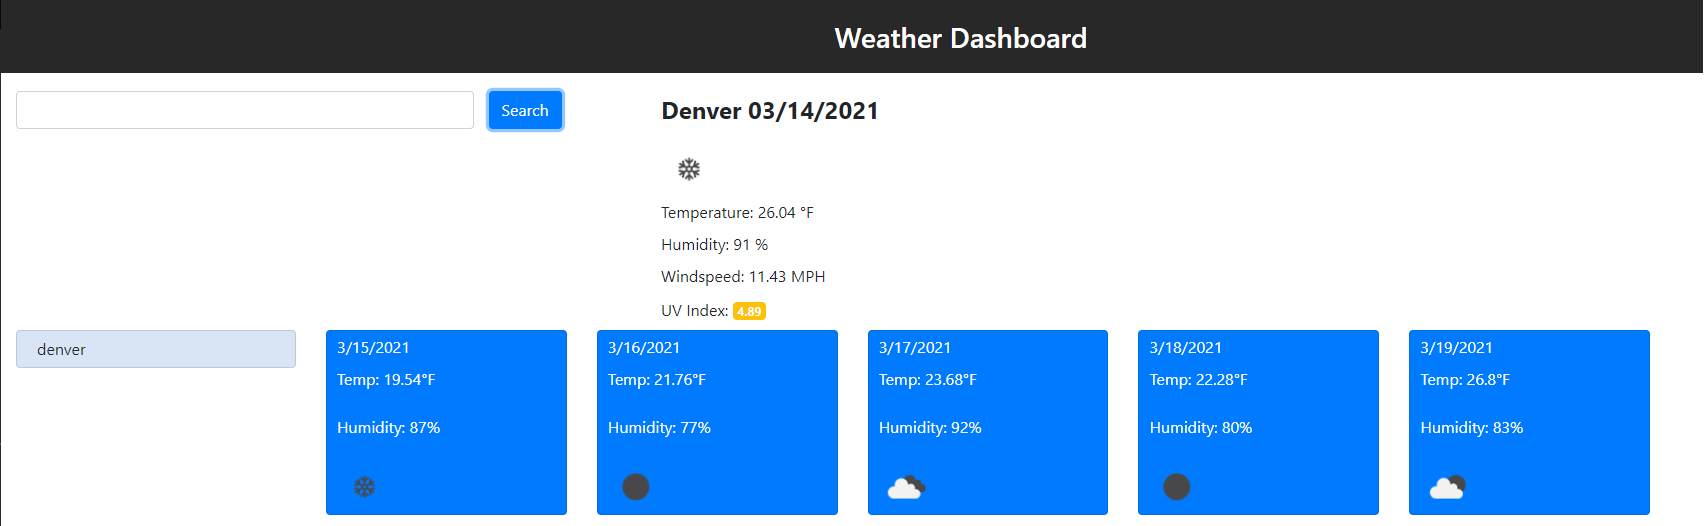 Weather Dashboard
Search
Denver 03/14/2021
Temperature: 26.04 °F
Humidity: 91 %
Windspeed: 11.43 MPH
UV Index: 4.89
denver
3/15/2021
Temp: 19.54°F
Humidity: 87%
3/16/2021
Temp: 21.76°F
Humidity: 77%
3/17/2021
Temp: 23.68°F
Humidity: 92%
3/18/2021
Temp: 22.28°F
Humidity: 80%
3/19/2021
Temp: 26.8°F
Humidity: 83%